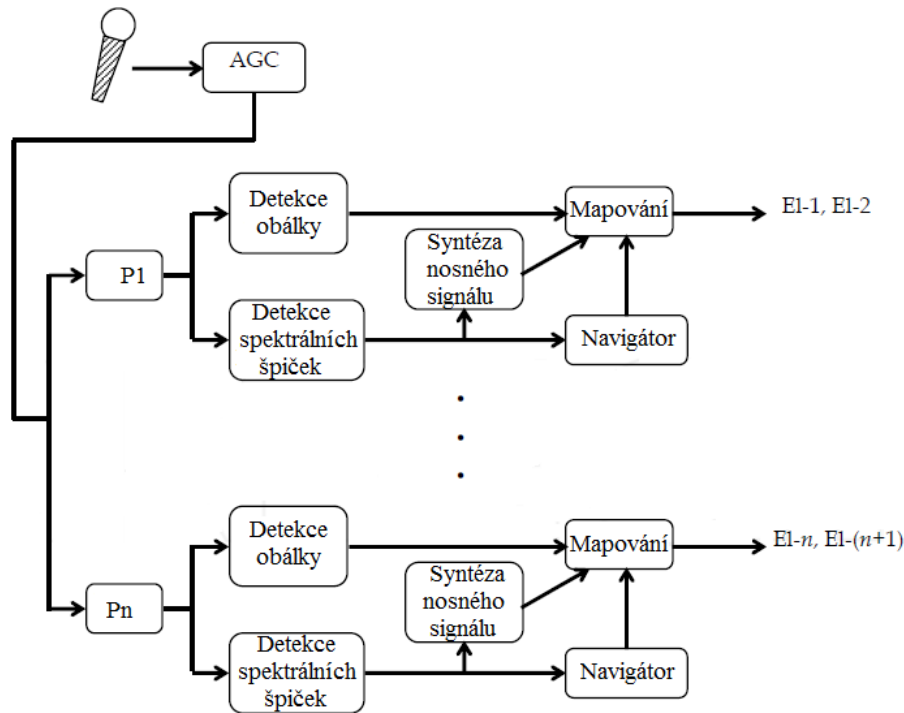 AGC
Detekce
obálky
Mapování
El-1, El-2
Syntéza
nosného
signálu
P1
Detekce
spektrálních
špiček
Navigátor
Detekce
obálky
Mapování
El-n, El-(n+1)
Syntéza
nosného
signálu
Pn
Detekce
spektrálních
špiček
Navigátor